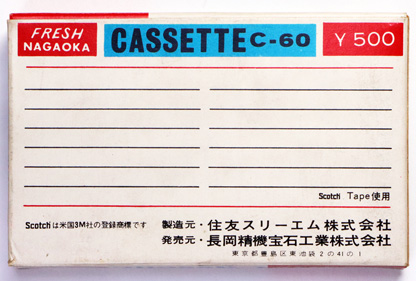 FRESH NAGAOKA
CASSETTE C-60
Y 500
Scotch Tape使用
Scotchは米国3M社の登録商標です
製造元・住友スリーエム株式会社
発売元・長岡精機宝石工業株式会社
東京都豊島区東池袋2の41の1